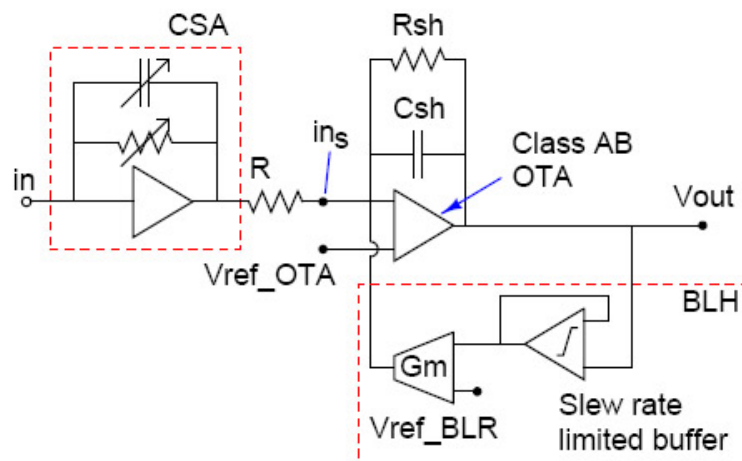 CSA
Rsh
Csh
in
R
ins
Class AB
OTA
Vout
Vref_OTA
BLH
Gm
Vref_BLR
Slew rate
limited buffer